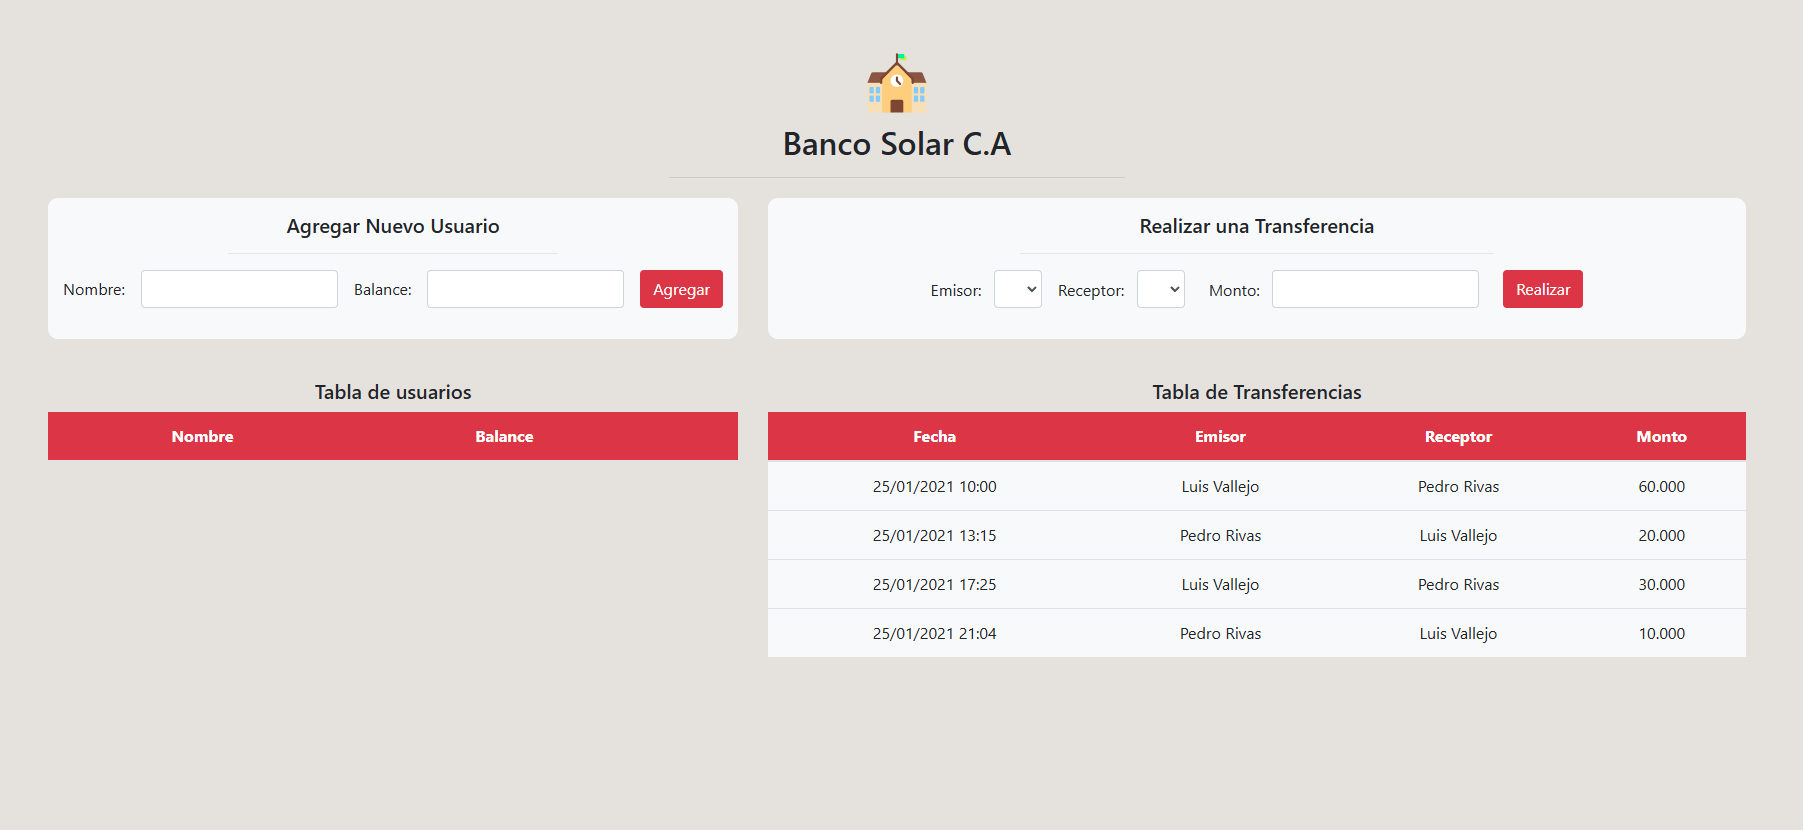 Banco Solar C.A
Agregar Nuevo Usuario
Nombre: Balance: Agregar
Realizar una Transferencia
Emisor: Receptor: Monto: Realizar
Tabla de usuarios
Nombre Balance
Tabla de Transferencias
Fecha Emisor Receptor Monto
25/01/2021 10:00 Luis Vallejo Pedro Rivas 60.000
25/01/2021 13:15 Pedro Rivas Luis Vallejo 20.000
25/01/2021 17:25 Luis Vallejo Pedro Rivas 30.000
25/01/2021 21:04 Pedro Rivas Luis Vallejo 10.000